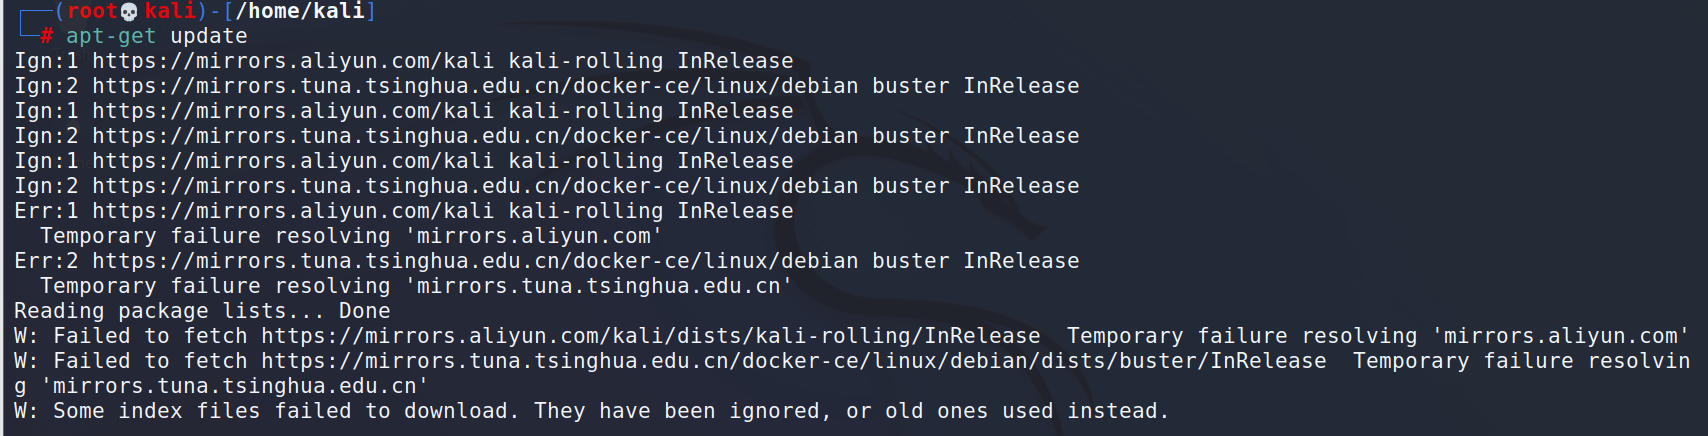 (root💀kali)-[/home/kali]
# apt-get update
Ign:1 https://mirrors.aliyun.com/kali kali-rolling InRelease
Ign:2 https://mirrors.tuna.tsinghua.edu.cn/docker-ce/linux/debian buster InRelease
Ign:1 https://mirrors.aliyun.com/kali kali-rolling InRelease
Ign:2 https://mirrors.tuna.tsinghua.edu.cn/docker-ce/linux/debian buster InRelease
Ign:1 https://mirrors.aliyun.com/kali kali-rolling InRelease
Ign:2 https://mirrors.tuna.tsinghua.edu.cn/docker-ce/linux/debian buster InRelease
Err:1 https://mirrors.aliyun.com/kali kali-rolling InRelease
  Temporary failure resolving 'mirrors.aliyun.com'
Err:2 https://mirrors.tuna.tsinghua.edu.cn/docker-ce/linux/debian buster InRelease
  Temporary failure resolving 'mirrors.tuna.tsinghua.edu.cn'
Reading package lists... Done
W: Failed to fetch https://mirrors.aliyun.com/kali/dists/kali-rolling/InRelease  Temporary failure resolving 'mirrors.aliyun.com'
W: Failed to fetch https://mirrors.tuna.tsinghua.edu.cn/docker-ce/linux/debian/dists/buster/InRelease  Temporary failure resolvin
g 'mirrors.tuna.tsinghua.edu.cn'
W: Some index files failed to download. They have been ignored, or old ones used instead.